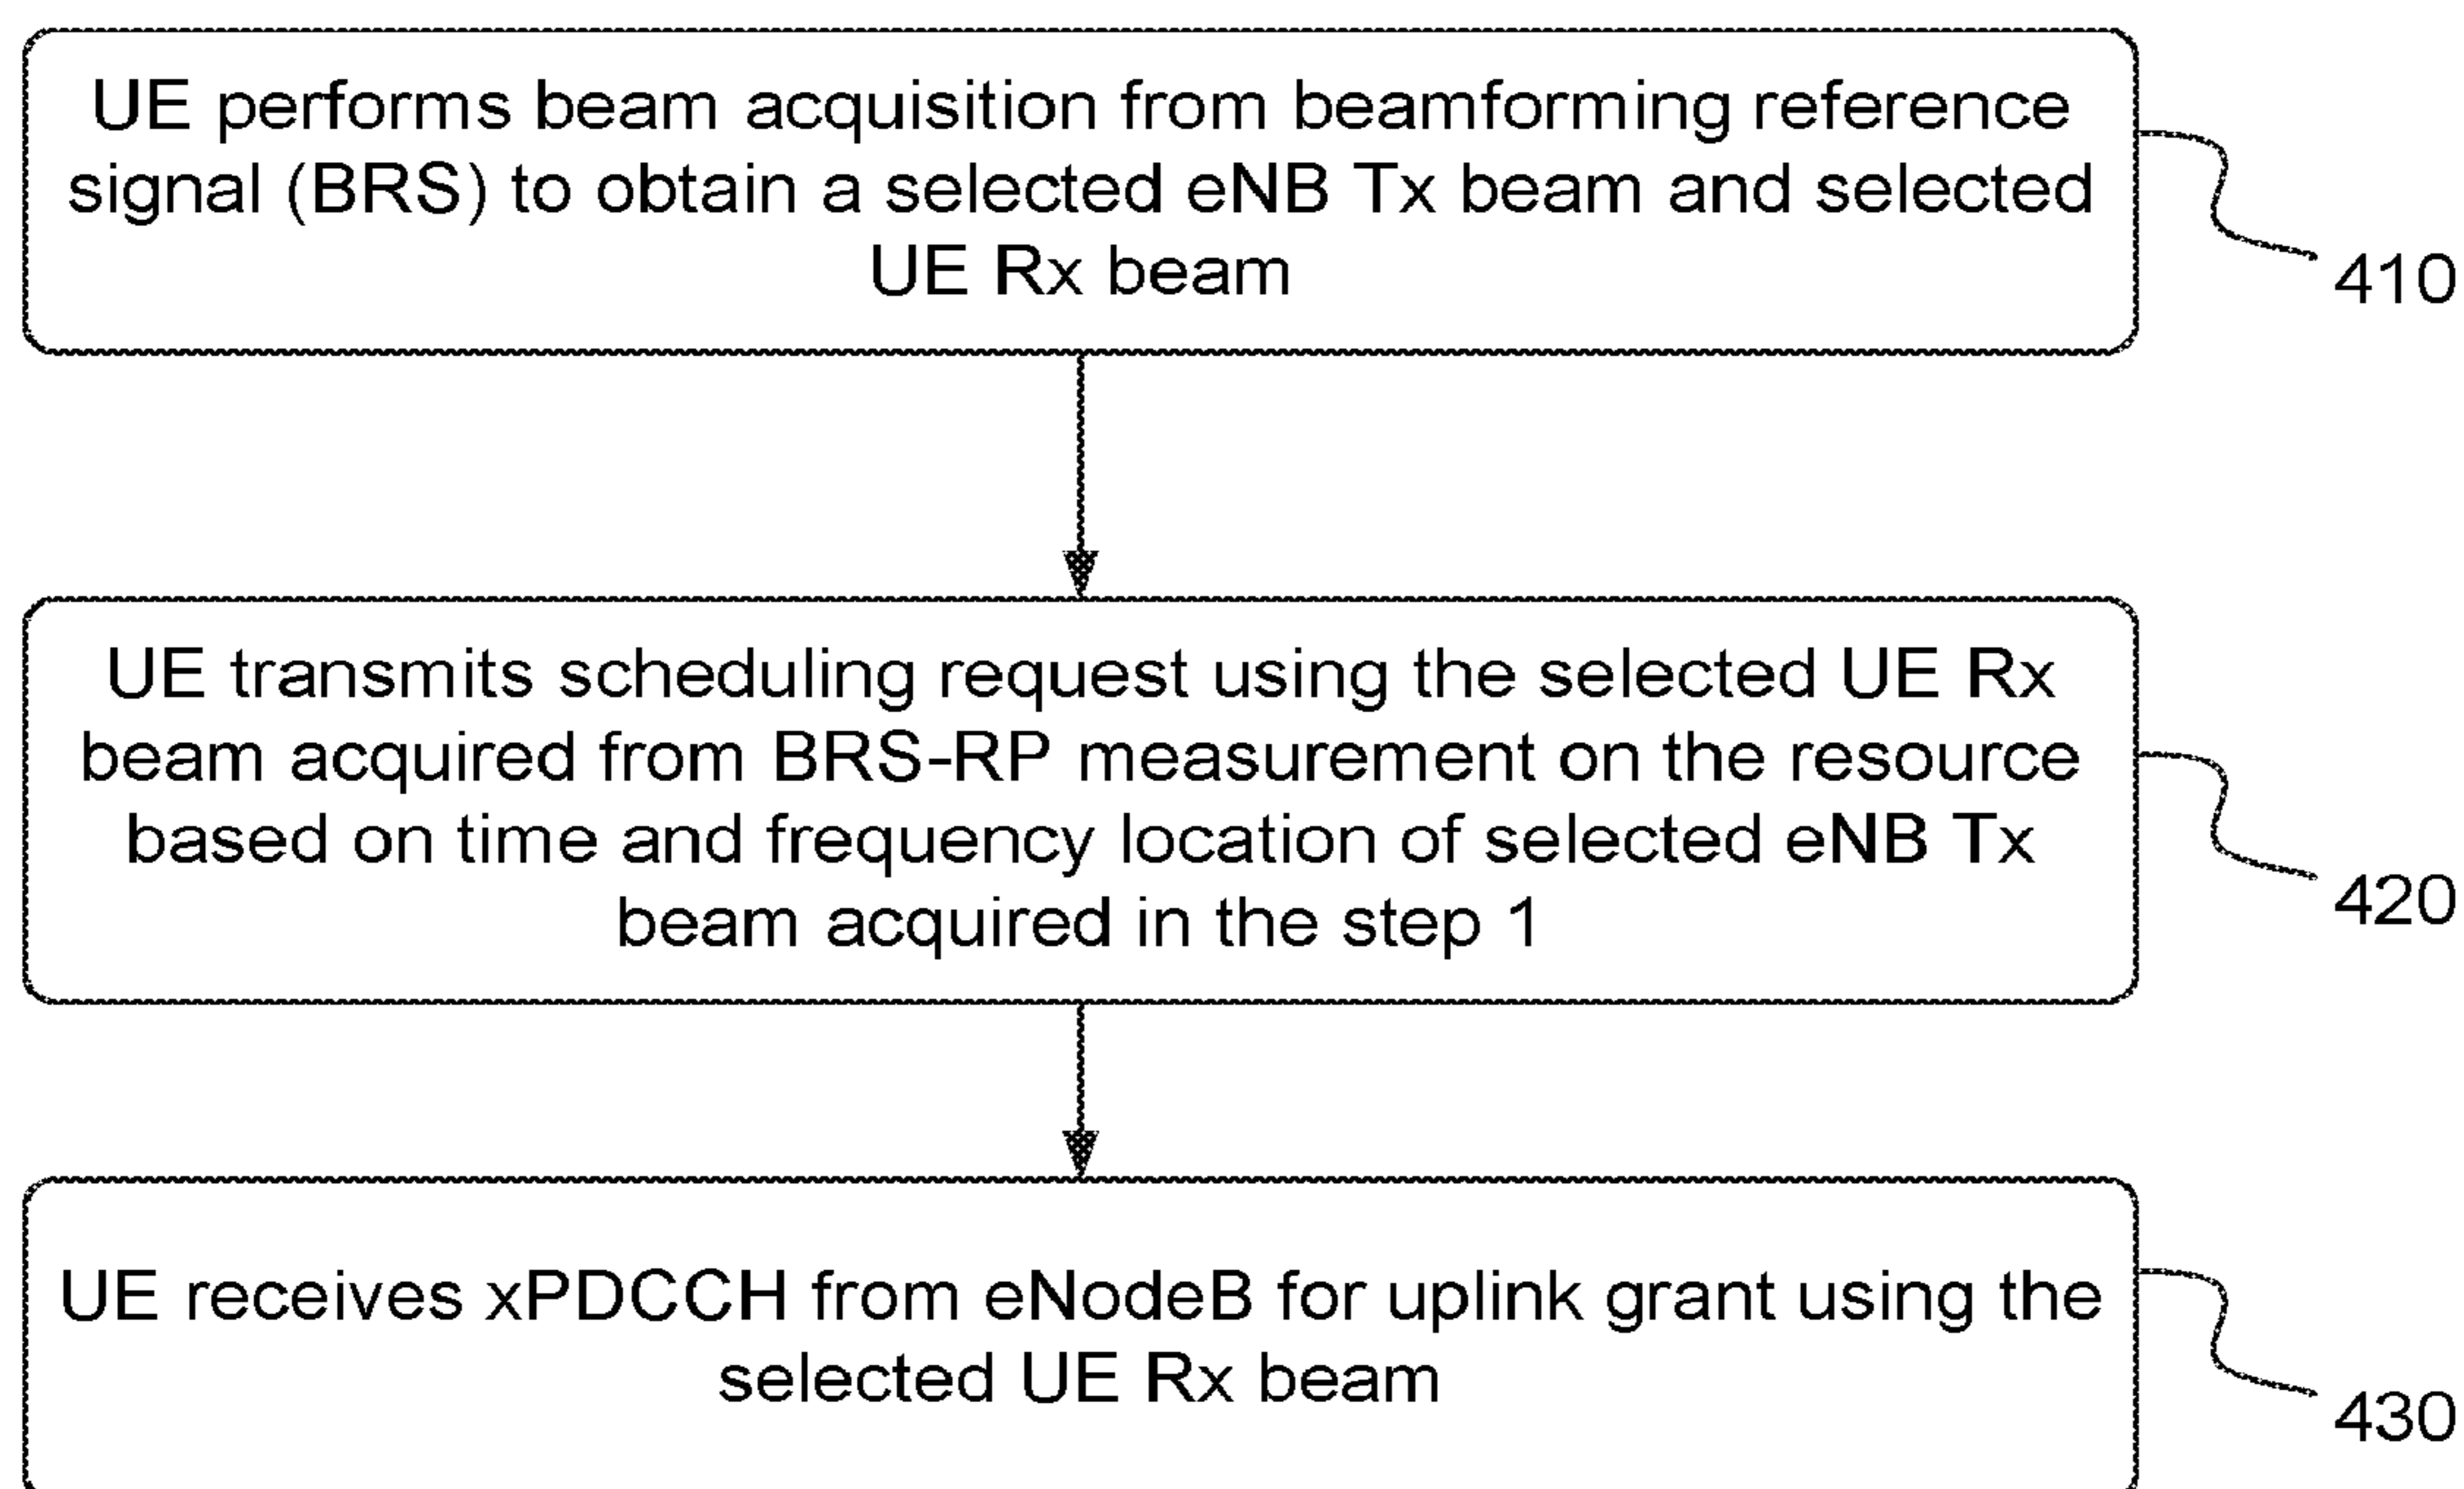 UE performs beam acquisition from beamforming reference
signal (BRS) to obtain a selected eNB Tx beam and selected
UE Rx beam
410
UE transmits scheduling request using the selected UE Rx
beam acquired from BRS-RP measurement on the resource
based on time and frequency location of selected eNB Tx
beam acquired in the step 1
420
UE receives xPDCCH from eNodeB for uplink grant using the
selected UE Rx beam
430